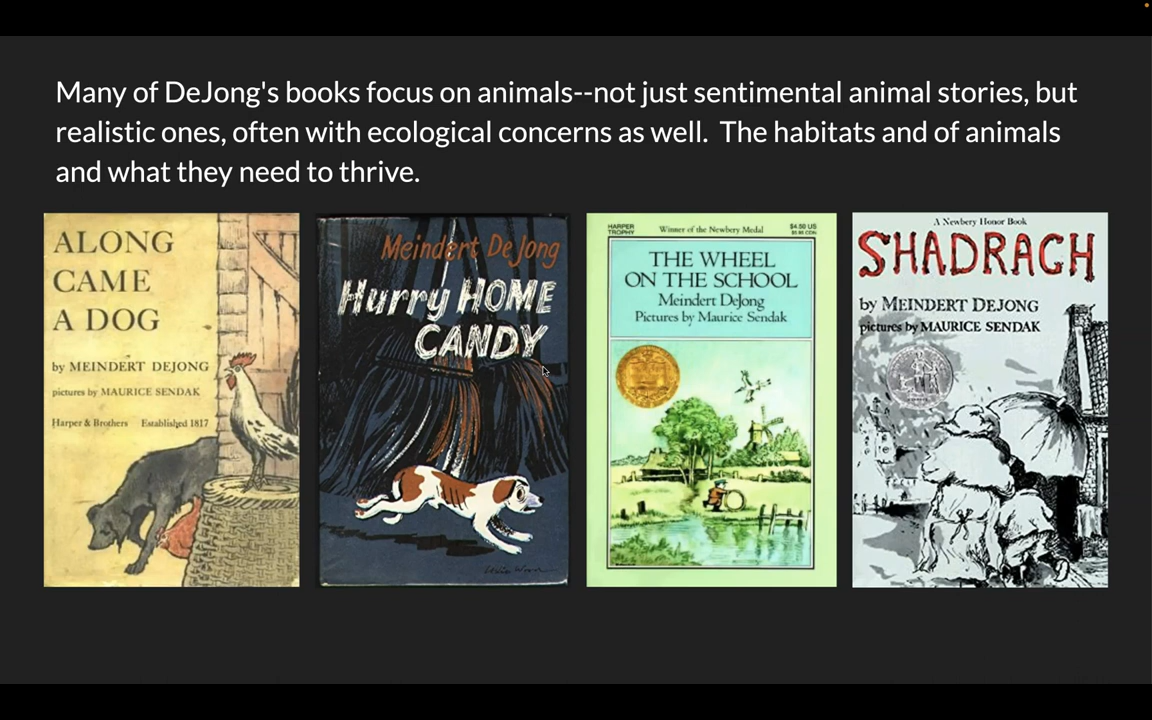 Many of DeJong's books focus on animals--not just sentimental animal stories, but
realistic ones, often with ecological concerns as well.  The habitats and of animals
and what they need to thrive.
ALONG
CAME
A DOG
by MEINDERT DEJONG
pictures by MAURICE SENDAK
Harper & Brothers Established 1817
Meindert DeJong
Hurry HOME
CANDY
HARPER
TROPHY
Winner of the Newbery Medal
$4.50 US
THE WHEEL
ON THE SCHOOL
Meindert DeJong
Pictures by Maurice Sendak
A Newbery Honor Book
SHADRACH
by MEINDERT DEJONG
pictures by MAURICE SENDAK